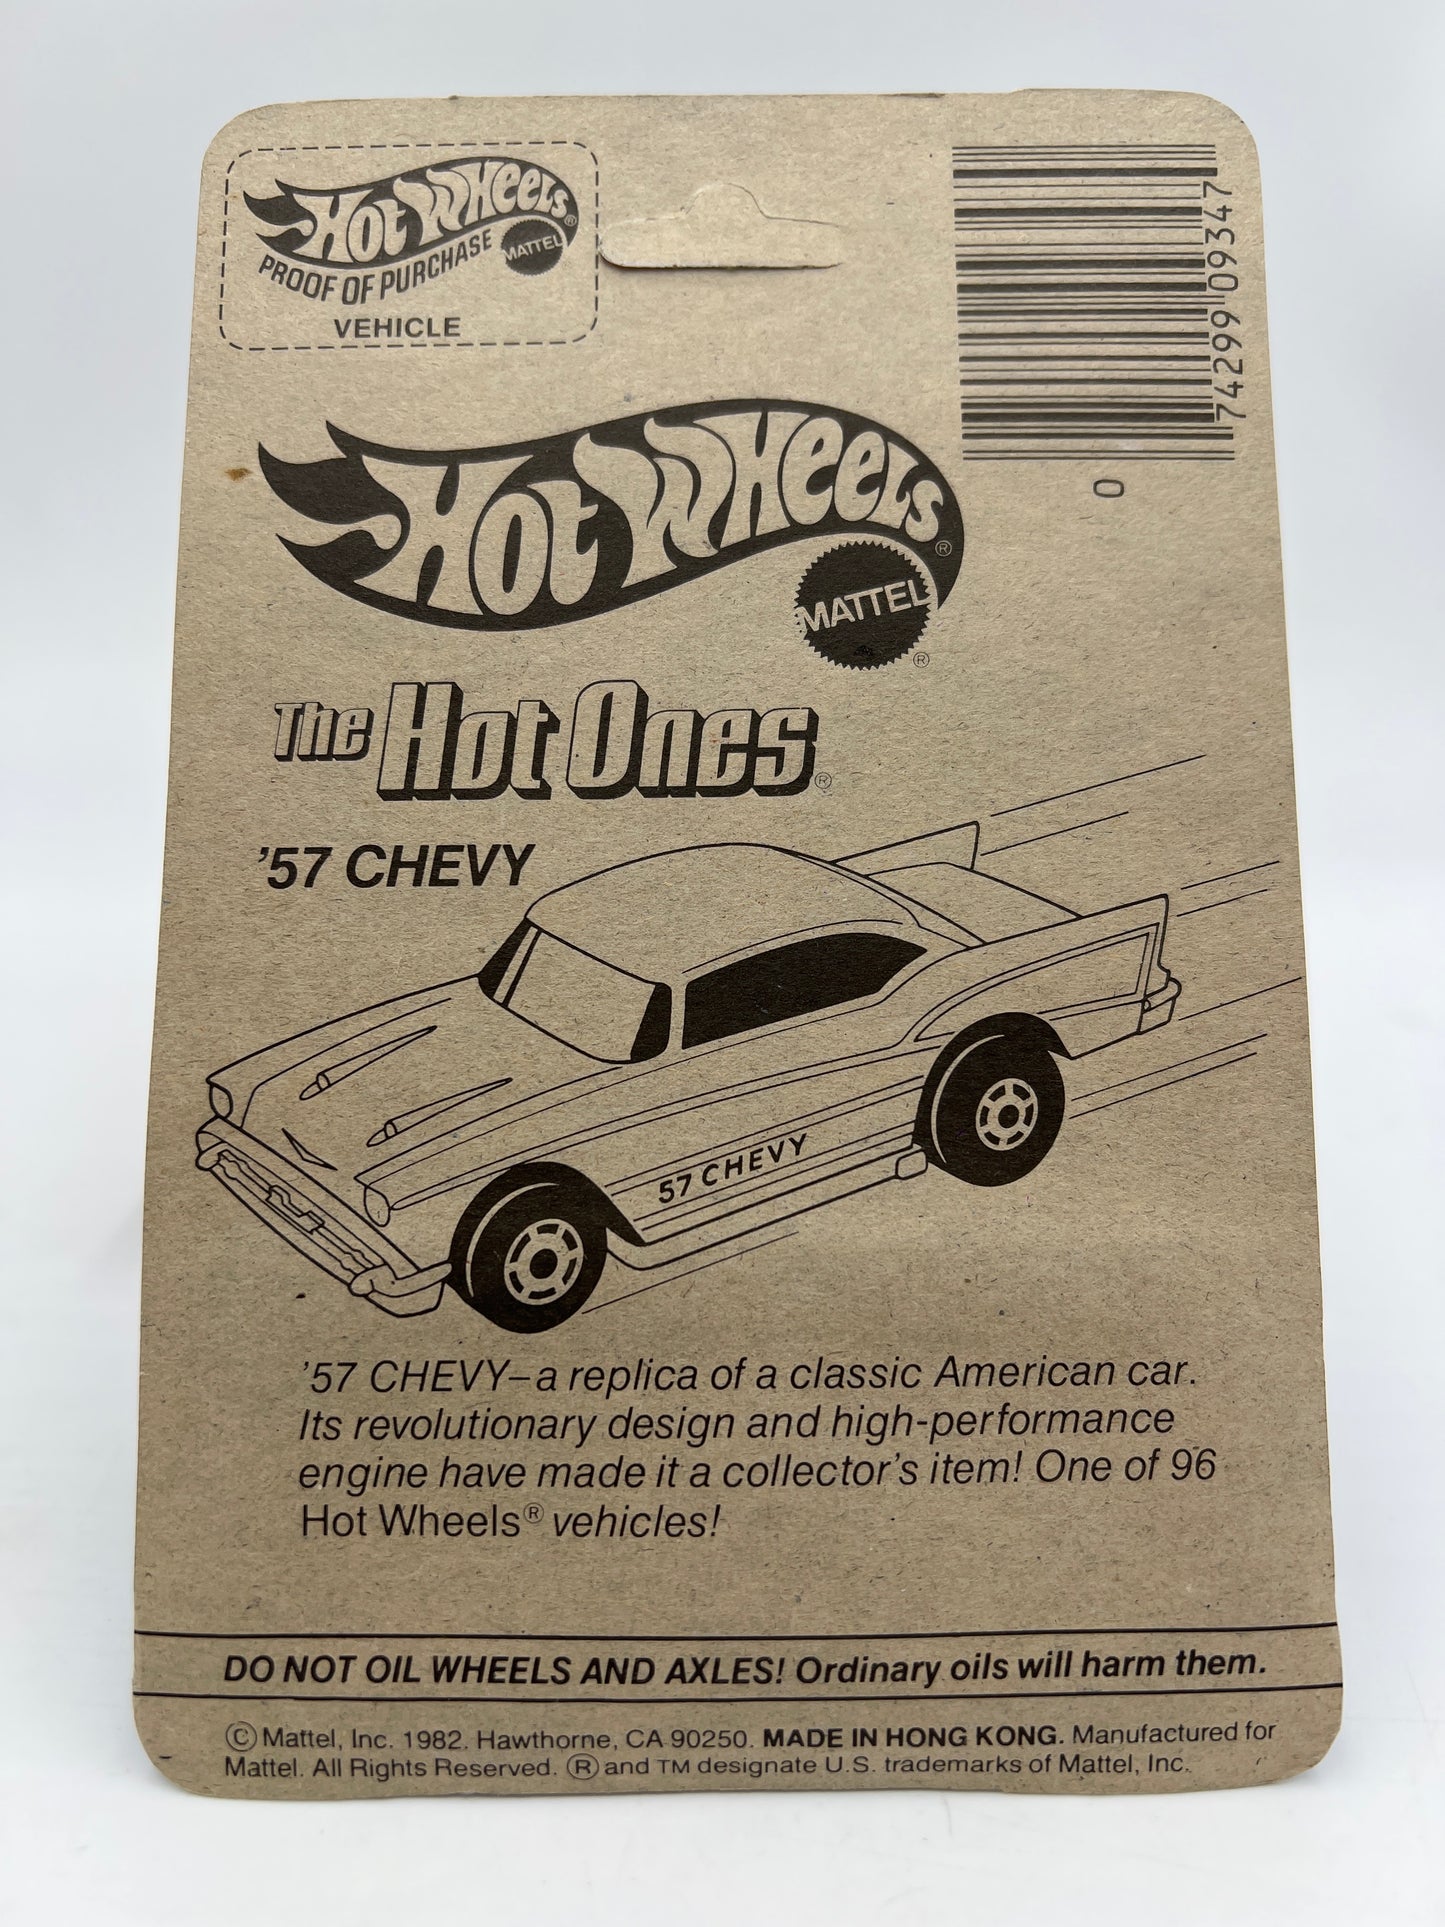 Hot Wheels®
MATTEL
PROOF OF PURCHASE
VEHICLE
74299 09347
0
Hot Wheels®
MATTEL®
The Hot Ones®
'57 CHEVY
57 CHEVY
'57 CHEVY–a replica of a classic American car.
Its revolutionary design and high-performance
engine have made it a collector's item! One of 96
Hot Wheels® vehicles!
DO NOT OIL WHEELS AND AXLES! Ordinary oils will harm them.
© Mattel, Inc. 1982. Hawthorne, CA 90250. MADE IN HONG KONG. Manufactured for
Mattel. All Rights Reserved. ® and TM designate U.S. trademarks of Mattel, Inc.